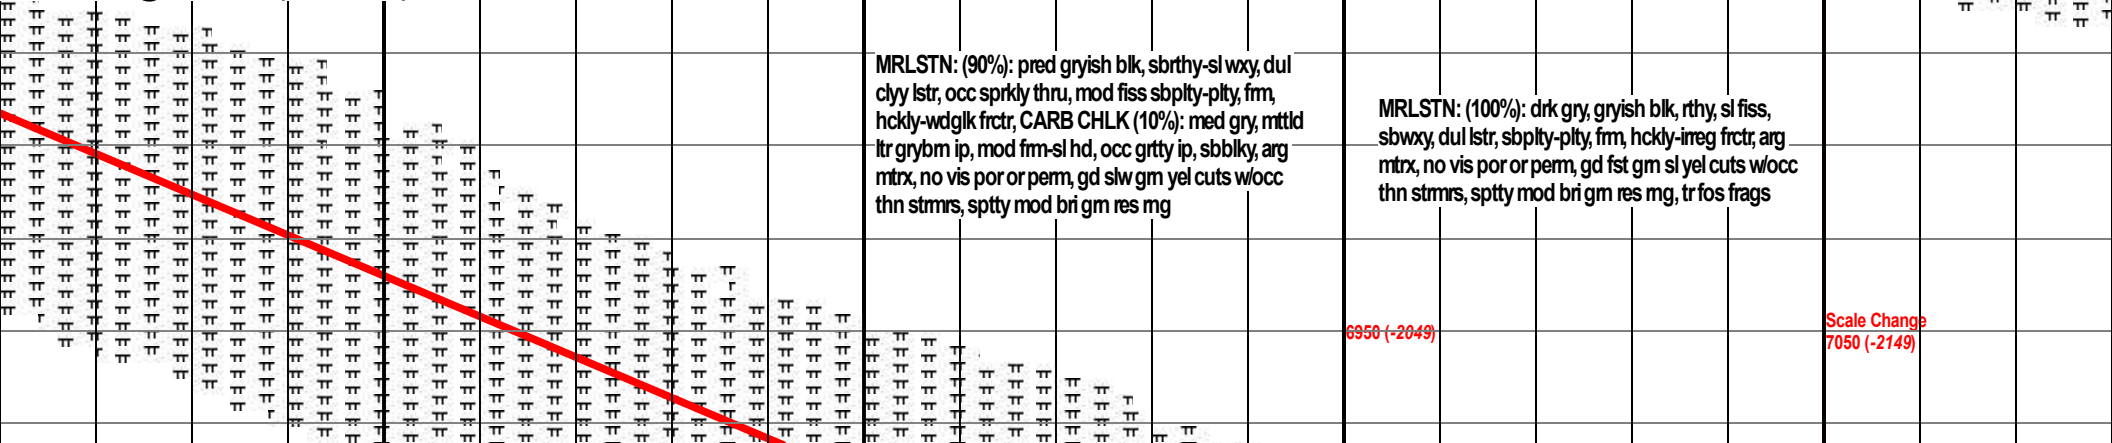 MRLSTN: (90%): pred gryish blk, sbrthy-sl wxy, dul
clyy lstr, occ sprkly thru, mod fiss sbplty-plty, frm,
hckly-wdglk frctr, CARB CHLK (10%): med gry, mttld
ltr grybrn ip, mod frm-sl hd, occ grtty ip, sbblky, arg
mtrx, no vis por or perm, gd slw grn yel cuts w/occ
thn strmrs, sptty mod bri grn res rng
MRLSTN: (100%): drk gry, gryish blk, rthy, sl fiss,
sbwxy, dul lstr, sbplty-plty, frm, hckly-irreg frctr, arg
mtrx, no vis por or perm, gd fst grn sl yel cuts w/occ
thn strmrs, sptty mod bri grn res rng, tr fos frags
6950 (-2049)
Scale Change
7050 (-2149)